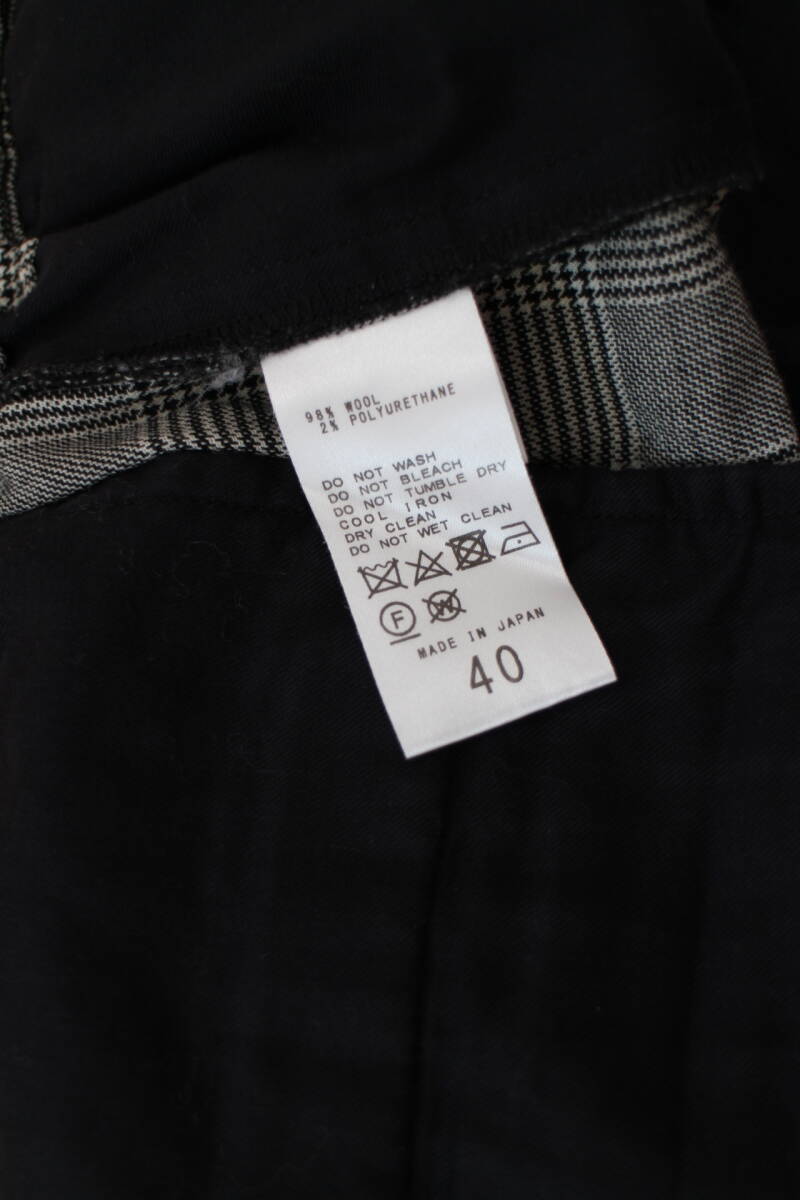 98% WOOL
2% POLYURETHANE
DO NOT WASH
DO NOT BLEACH
DO NOT TUMBLE DRY
COOL IRON
DRY CLEAN
DO NOT WET CLEAN
F W
MADE IN JAPAN
40